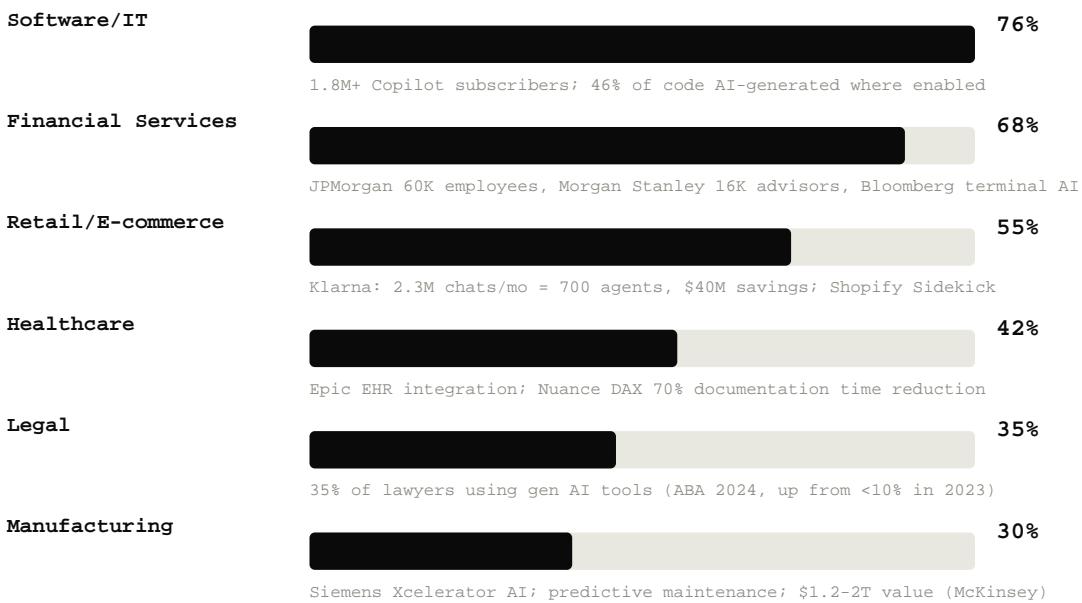 Software/IT
76%
1.8M+ Copilot subscribers; 46% of code AI-generated where enabled
Financial Services
68%
JPMorgan 60K employees, Morgan Stanley 16K advisors, Bloomberg terminal AI
Retail/E-commerce
55%
Klarna: 2.3M chats/mo = 700 agents, $40M savings; Shopify Sidekick
Healthcare
42%
Epic EHR integration; Nuance DAX 70% documentation time reduction
Legal
35%
35% of lawyers using gen AI tools (ABA 2024, up from <10% in 2023)
Manufacturing
30%
Siemens Xcelerator AI; predictive maintenance; $1.2-2T value (McKinsey)